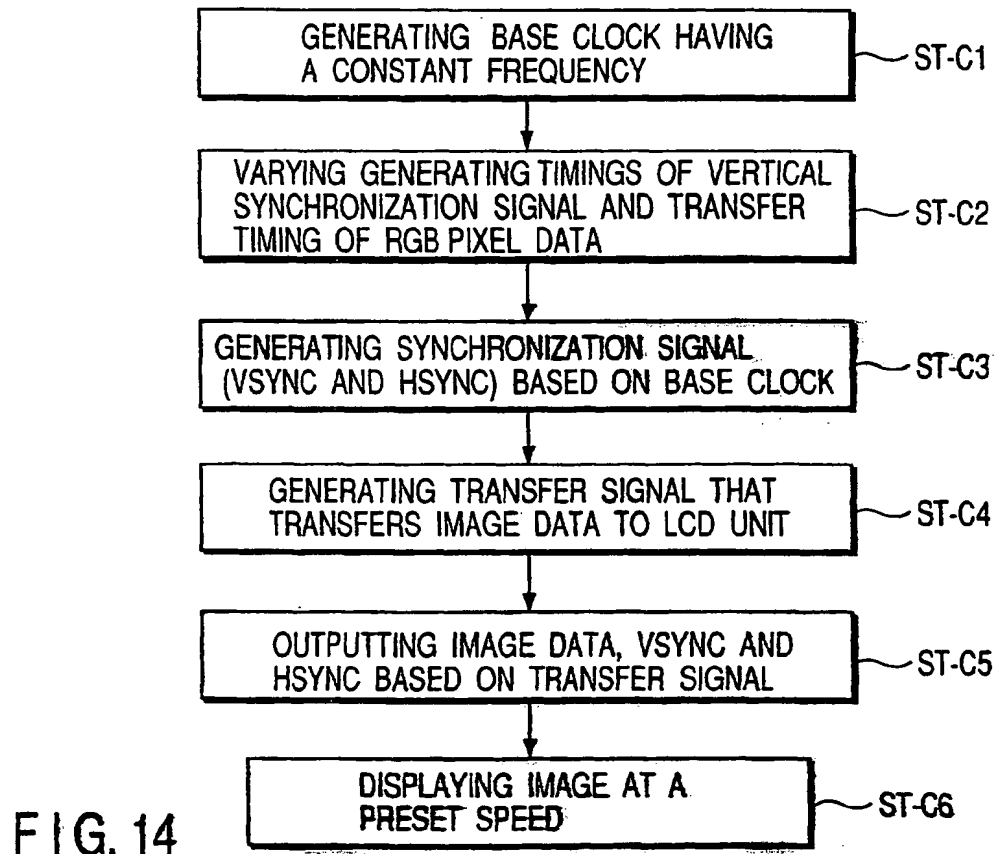 GENERATING BASE CLOCK HAVING
A CONSTANT FREQUENCY
ST-C1
VARYING GENERATING TIMINGS OF VERTICAL
SYNCHRONIZATION SIGNAL AND TRANSFER
TIMING OF RGB PIXEL DATA
ST-C2
GENERATING SYNCHRONIZATION SIGNAL
(VSYNC AND HSYNC) BASED ON BASE CLOCK
ST-C3
GENERATING TRANSFER SIGNAL THAT
TRANSFERS IMAGE DATA TO LCD UNIT
ST-C4
OUTPUTTING IMAGE DATA, VSYNC AND
HSYNC BASED ON TRANSFER SIGNAL
ST-C5
DISPLAYING IMAGE AT A
PRESET SPEED
ST-C6
FIG. 14